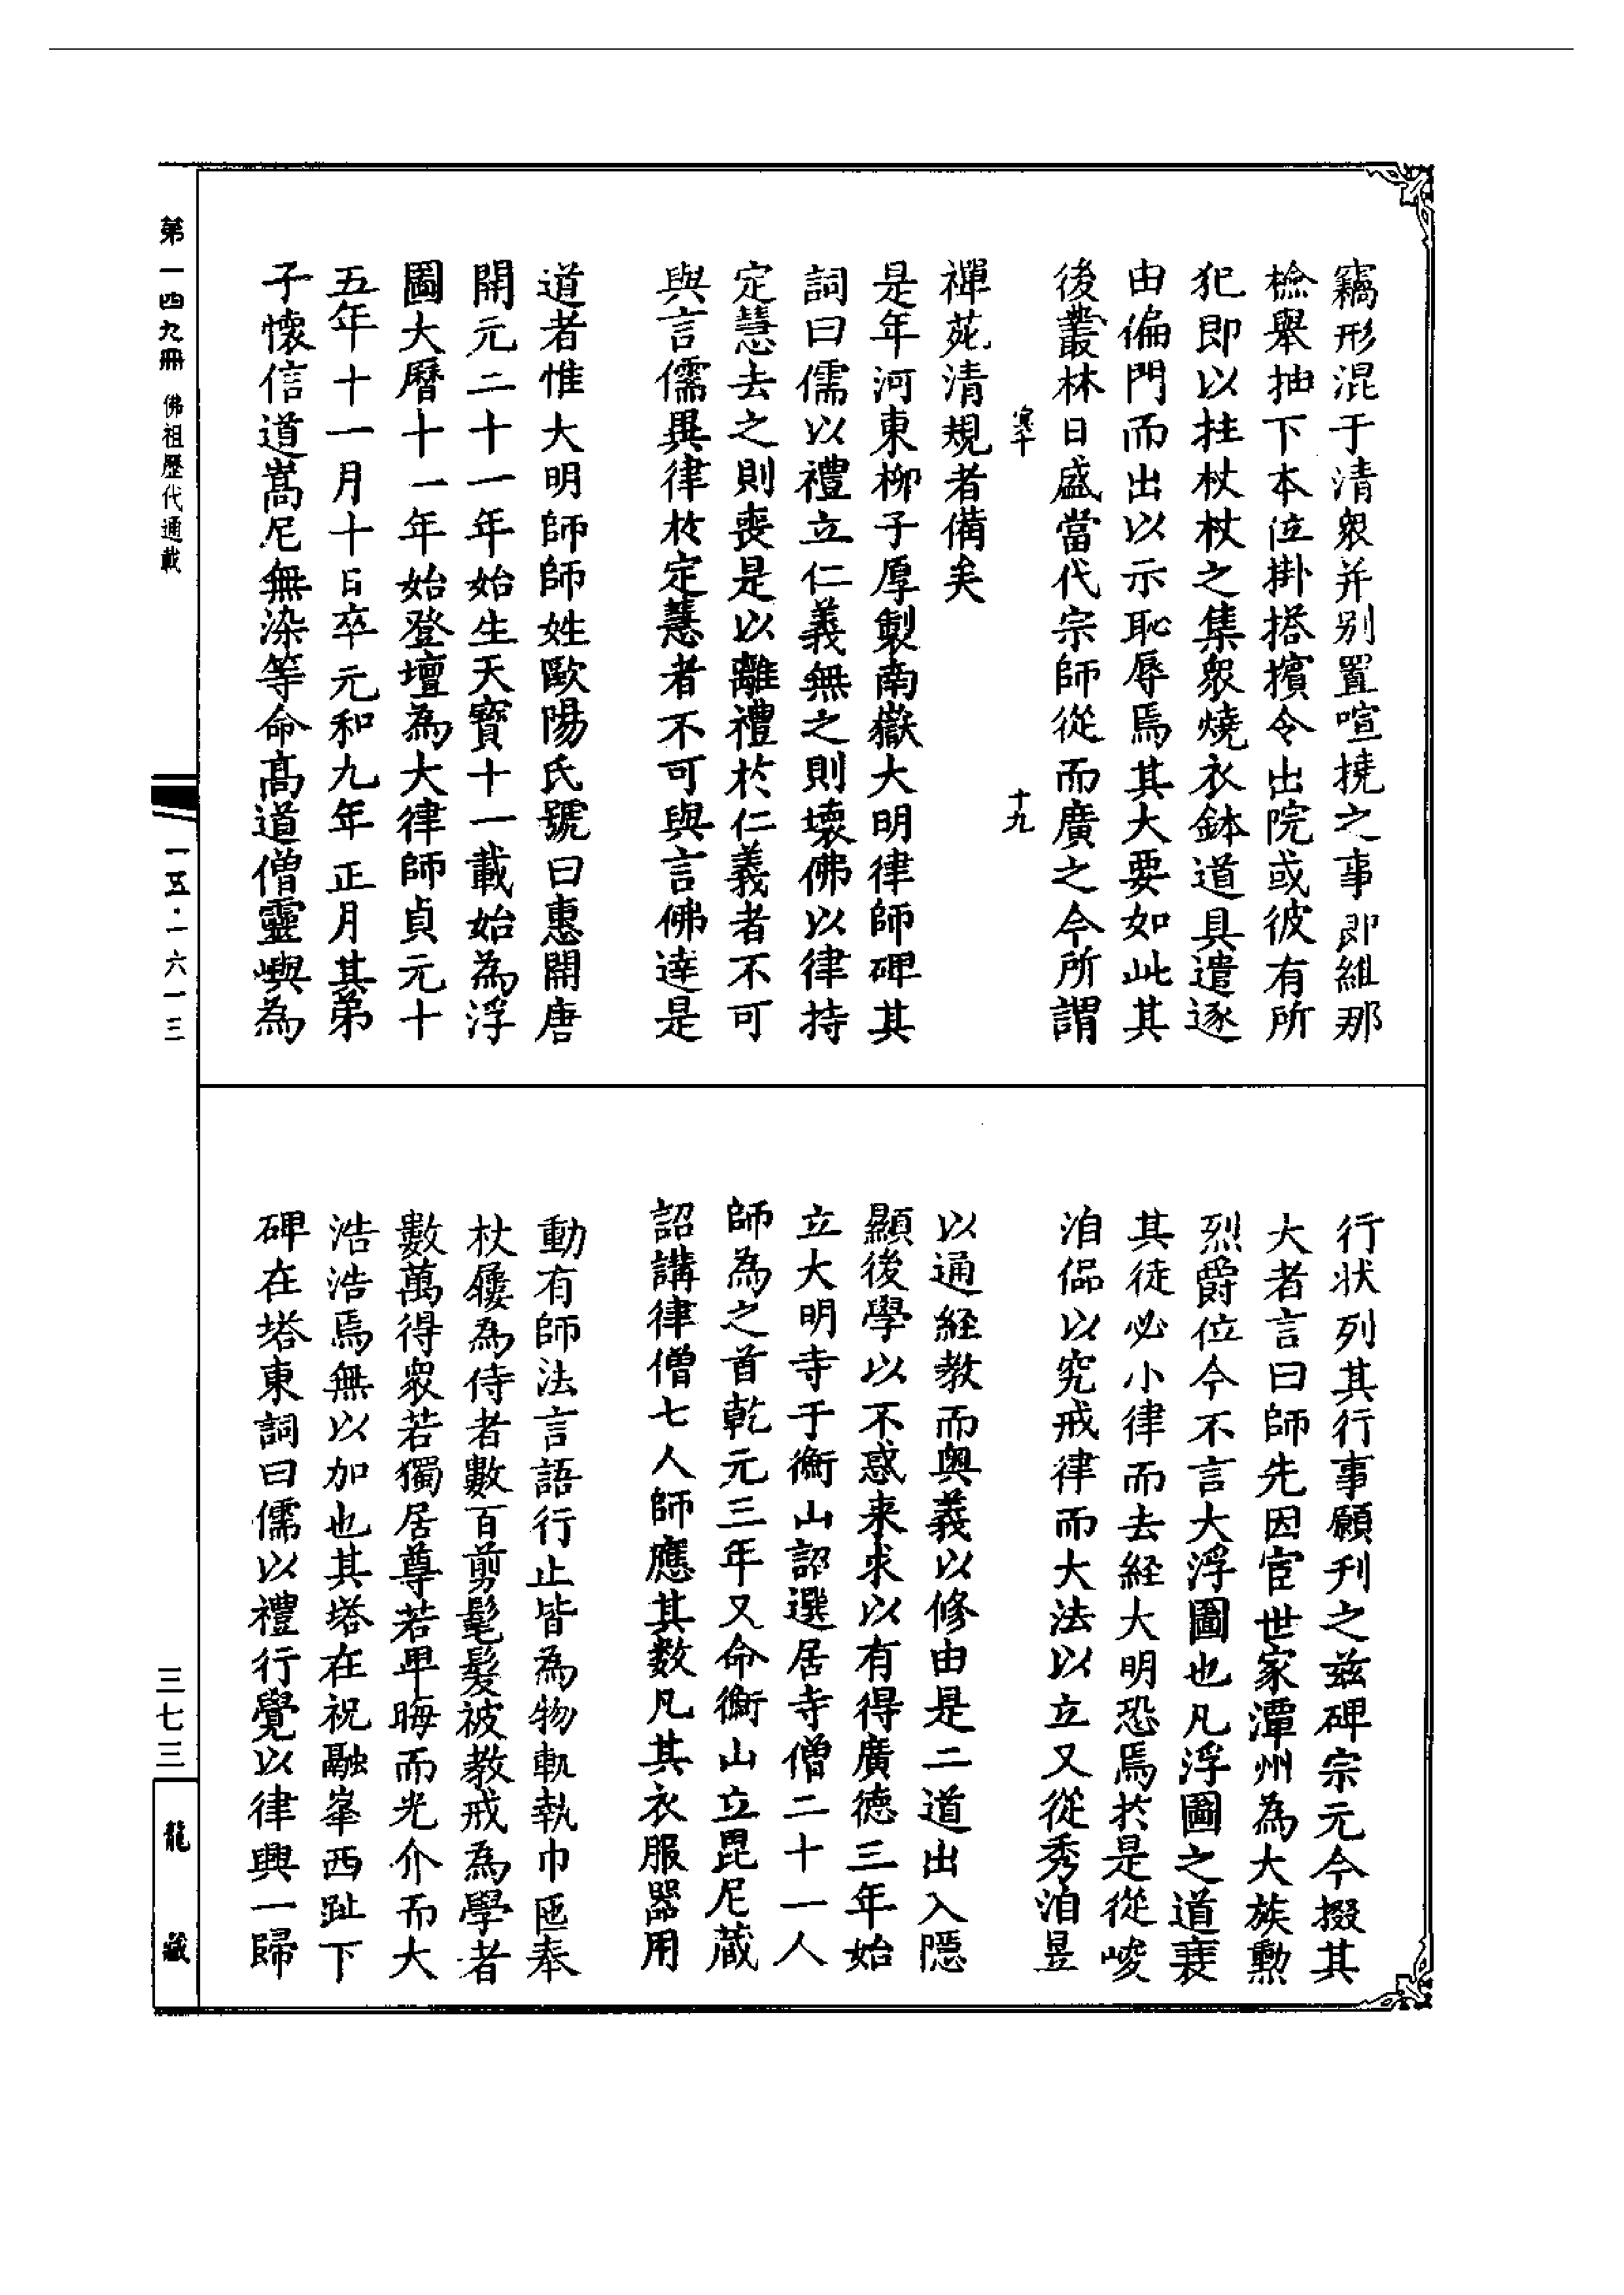 竊形混于清衆并别置喧撓之事即維那
檢舉抽下本位掛搭擯令出院或彼有所
犯即以拄杖杖之集衆燒衣鉢道具遣逐
由偏門而出以示恥辱焉其大要如此其
後叢林日盛當代宗師從而廣之今所謂
十九
禪苑清規者備矣
是年河東柳子厚製南嶽大明律師碑其
詞曰儒以禮立仁義無之則壞佛以律持
定慧去之則喪是以離禮於仁義者不可
與言儒異律於定慧者不可與言佛達是
道者惟大明師師姓歐陽氏號曰惠開唐
開元二十一年始生天寶十一載始為浮
圖大曆十一年始登壇為大律師貞元十
五年十一月十日卒元和九年正月其弟
子懷信道嵩尼無染等命高道僧靈嶼為
行狀列其行事願刋之兹碑宗元今掇其
大者言曰師先因官世家潭州為大族勲
烈爵位今不言大浮圖也凡浮圖之道衰
其徒必小律而去経大明恐焉於是從峻
洎偘以究戒律而大法以立又從秀洎昱
以通経教而奥義以修由是二道出入隱
顯後學以不惑来求以有得廣德三年始
立大明寺于衡山詔選居寺僧二十一人
師為之首乾元三年又命衡山立毘尼蔵
詔講律僧七人師應其数凡其衣服器用
動有師法言語行止皆為物軌執巾匜奉
杖屨為侍者數百剪髦髮被教戒為學者
數萬得衆若獨居尊若卑晦而光介而大
浩浩焉無以加也其塔在祝融峯西趾下
碑在塔東詞曰儒以禮行覺以律興一歸
第一四九冊 佛祖歷代通載
一五·一六一三
三七三
龍藏